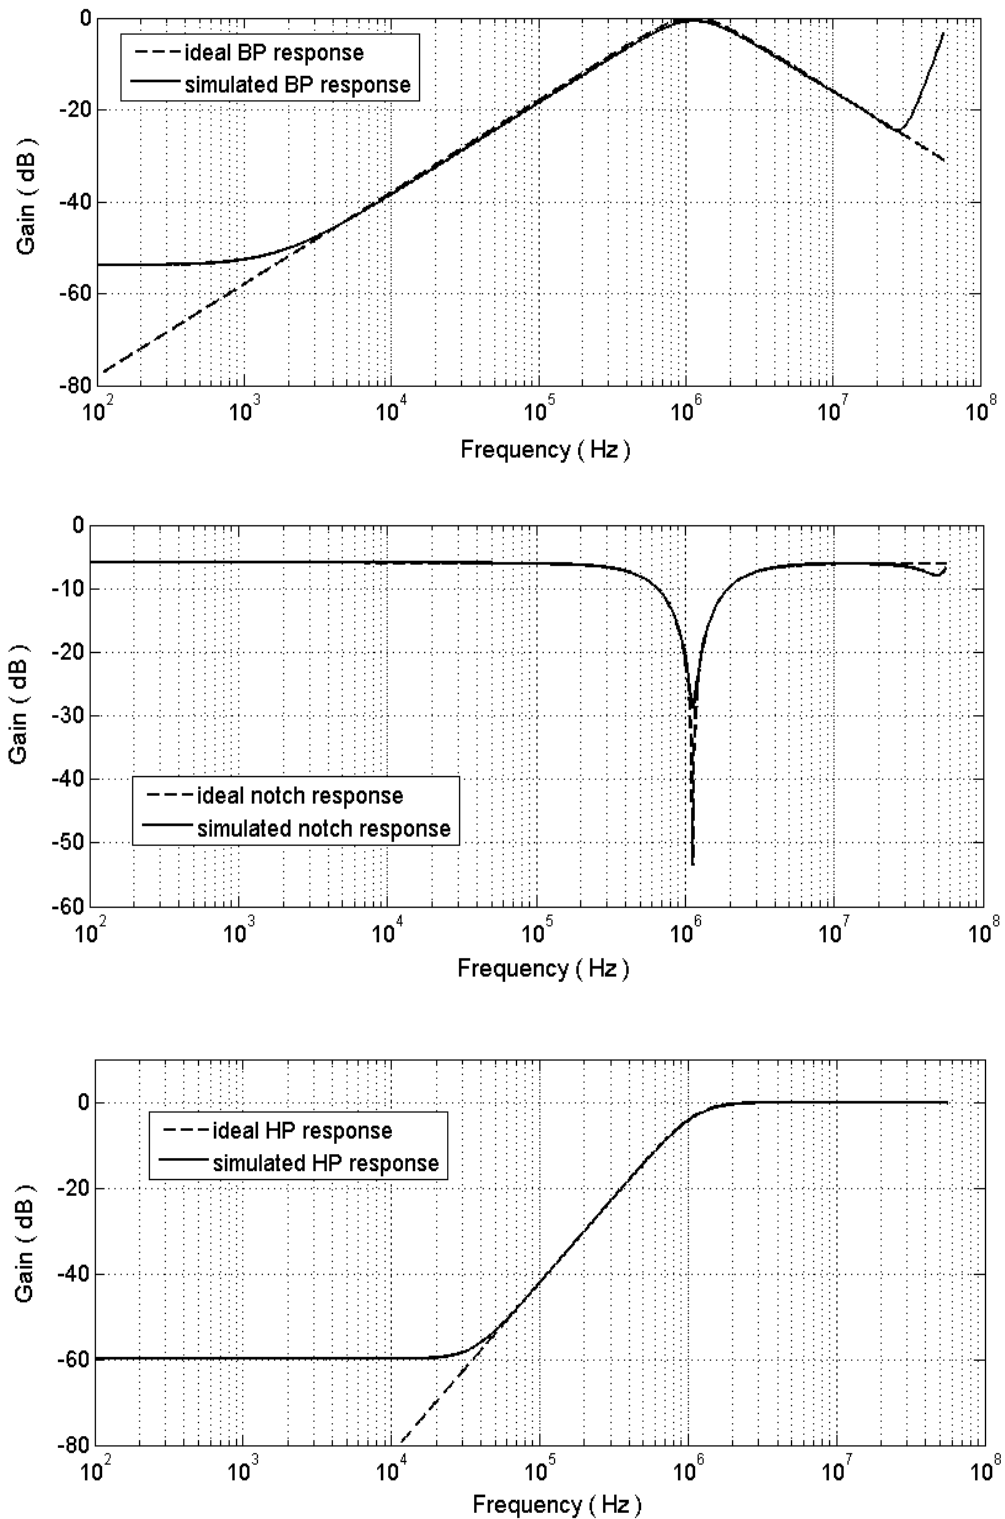 0
-20
-40
-60
-80
Gain ( dB )
ideal BP response
simulated BP response
10^2 10^3 10^4 10^5 10^6 10^7 10^8
Frequency ( Hz )
0
-10
-20
-30
-40
-50
-60
Gain ( dB )
ideal notch response
simulated notch response
10^2 10^3 10^4 10^5 10^6 10^7 10^8
Frequency ( Hz )
0
-20
-40
-60
-80
Gain ( dB )
ideal HP response
simulated HP response
10^2 10^3 10^4 10^5 10^6 10^7 10^8
Frequency ( Hz )